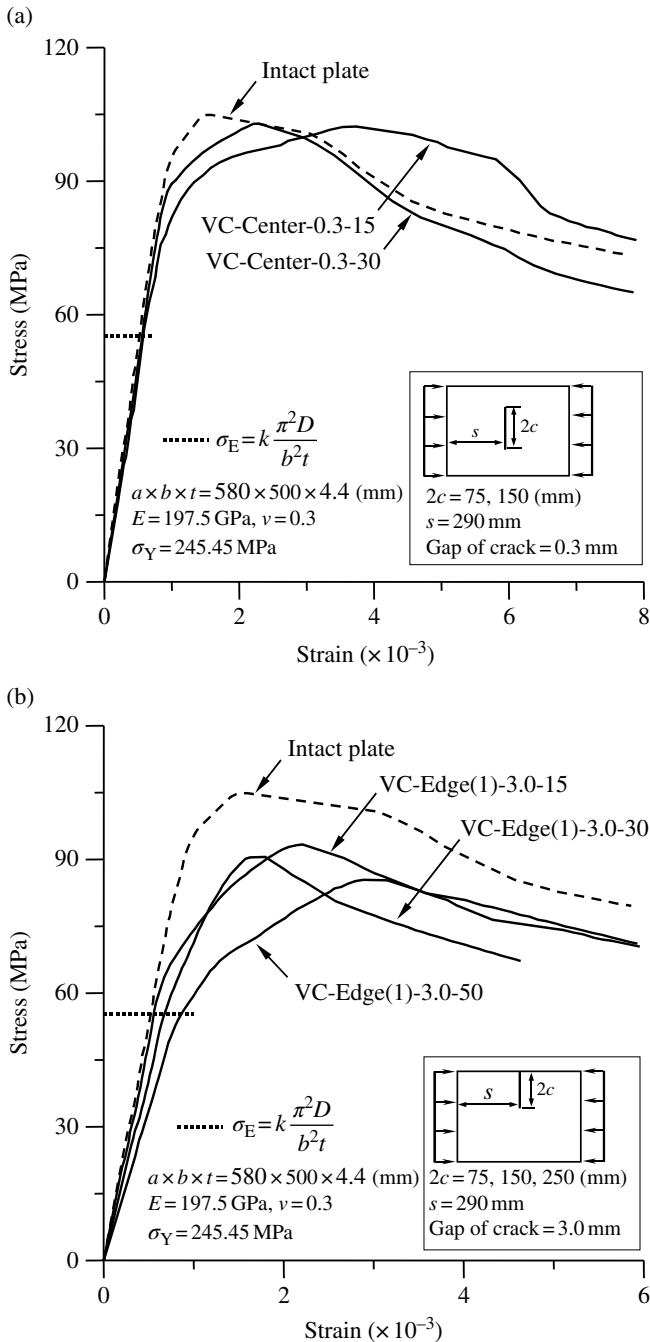 (a)
120
90
60
30
0
Stress (MPa)
Intact plate
VC-Center-0.3-15
VC-Center-0.3-30
σ_E = k π²D / b²t
a × b × t = 580 × 500 × 4.4 (mm)
E = 197.5 GPa, v = 0.3
σ_Y = 245.45 MPa
s
2c
2c = 75, 150 (mm)
s = 290 mm
Gap of crack = 0.3 mm
0 2 4 6 8
Strain (× 10⁻³)
(b)
120
90
60
30
0
Stress (MPa)
Intact plate
VC-Edge(1)-3.0-15
VC-Edge(1)-3.0-30
VC-Edge(1)-3.0-50
σ_E = k π²D / b²t
a × b × t = 580 × 500 × 4.4 (mm)
E = 197.5 GPa, v = 0.3
σ_Y = 245.45 MPa
s
2c
2c = 75, 150, 250 (mm)
s = 290 mm
Gap of crack = 3.0 mm
0 2 4 6
Strain (× 10⁻³)